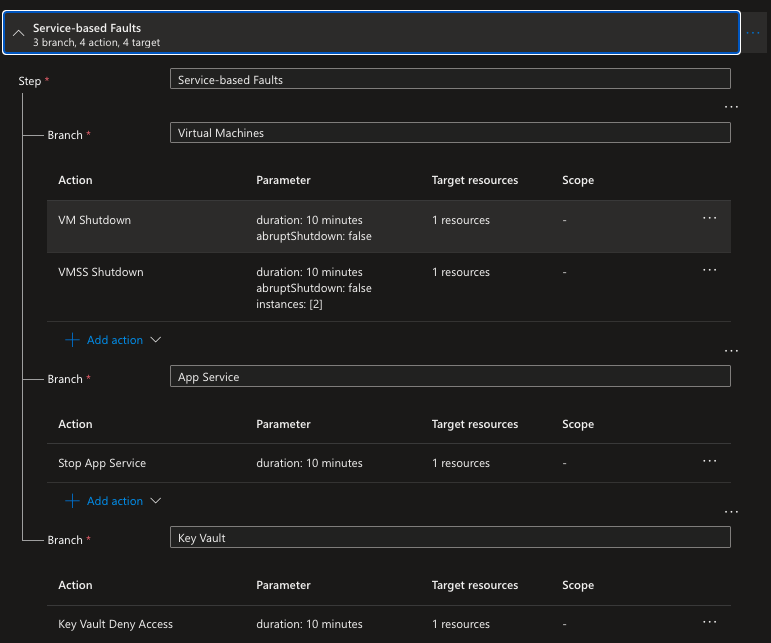 Service-based Faults
3 branch, 4 action, 4 target
Step * Service-based Faults
Branch * Virtual Machines
Action Parameter Target resources Scope
VM Shutdown duration: 10 minutes 1 resources -
abruptShutdown: false
VMSS Shutdown duration: 10 minutes 1 resources -
abruptShutdown: false
instances: [2]
Add action
Branch * App Service
Action Parameter Target resources Scope
Stop App Service duration: 10 minutes 1 resources -
Add action
Branch * Key Vault
Action Parameter Target resources Scope
Key Vault Deny Access duration: 10 minutes 1 resources -